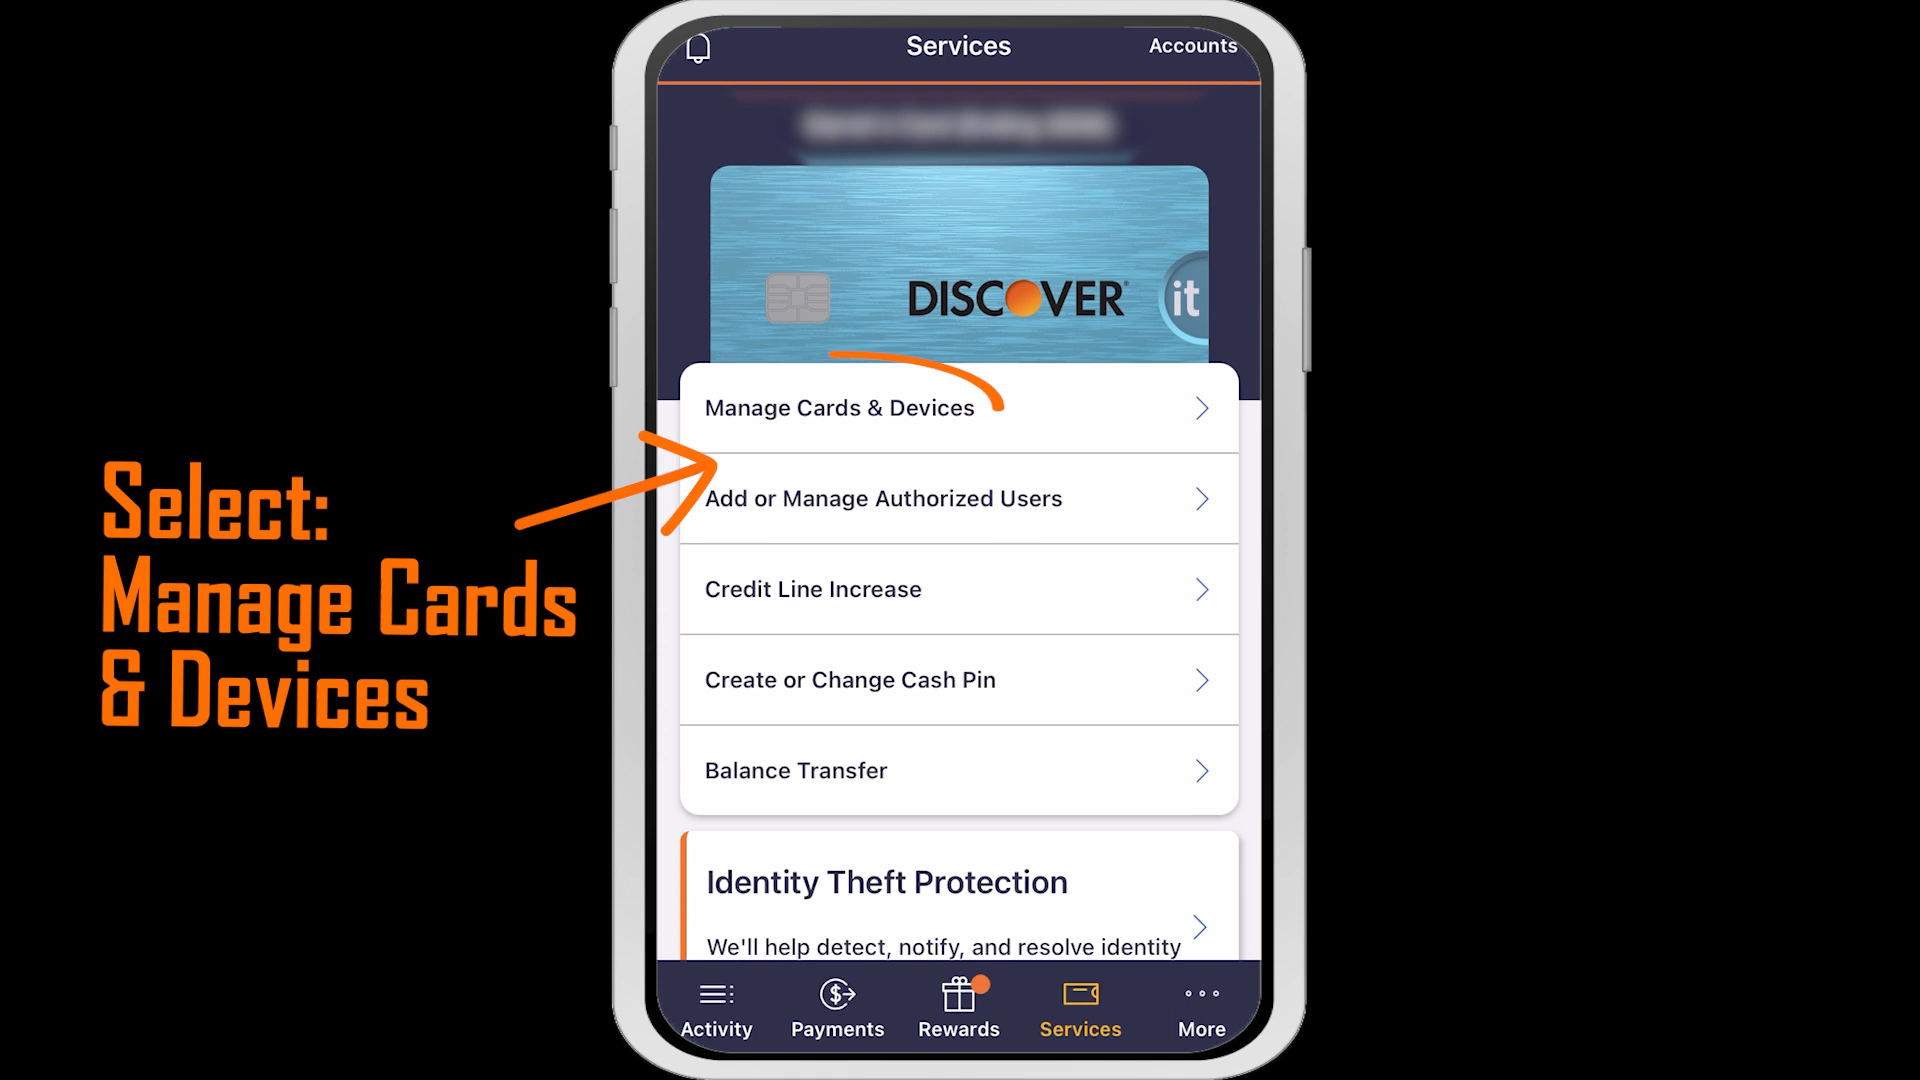 Services
Accounts
DISCOVER®
it
Manage Cards & Devices
Add or Manage Authorized Users
Credit Line Increase
Create or Change Cash Pin
Balance Transfer
Identity Theft Protection
We'll help detect, notify, and resolve identity
Activity
Payments
Rewards
Services
More
Select:
Manage Cards
& Devices